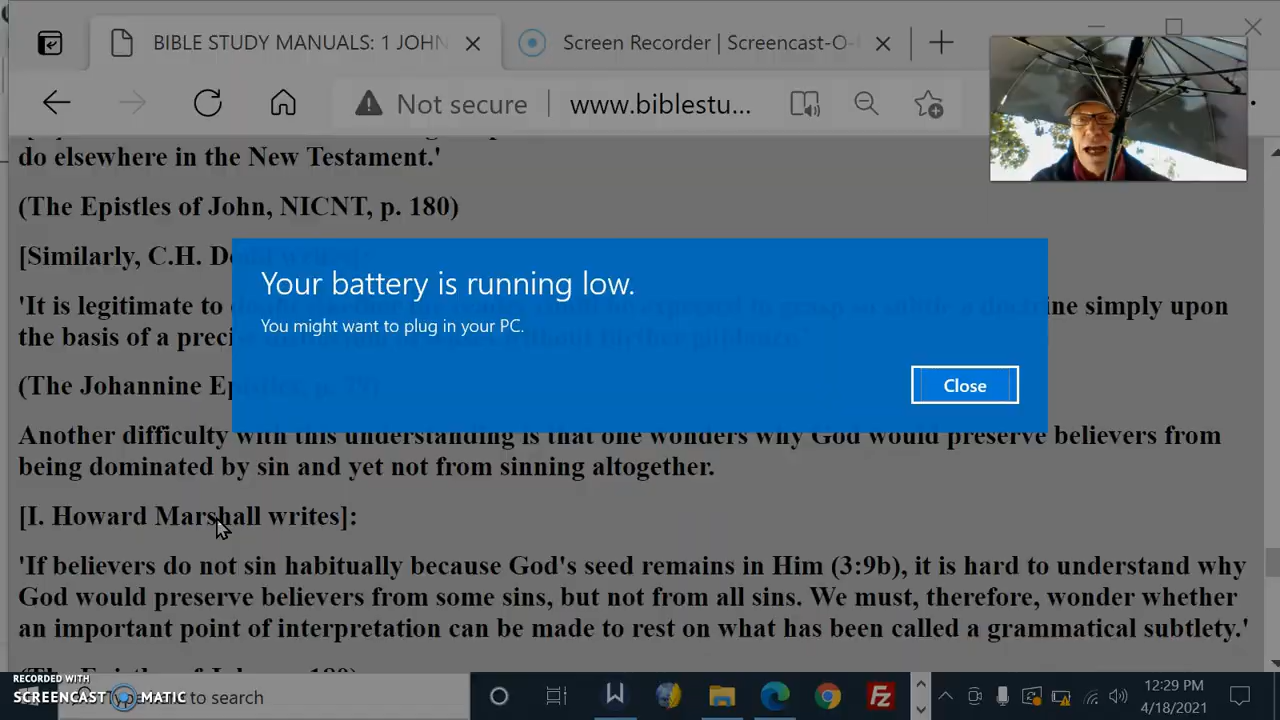 BIBLE STUDY MANUALS: 1 JOHN
Screen Recorder | Screencast-O-
Not secure
www.biblestu...
do elsewhere in the New Testament.'
(The Epistles of John, NICNT, p. 180)
[Similarly, C.H. Dodd writes]:
'It is legitimate to doctrine simply upon
the basis of a precise
(The Johannine Epistles, p. 79)
Your battery is running low.
You might want to plug in your PC.
Close
Another difficulty with this understanding is that one wonders why God would preserve believers from
being dominated by sin and yet not from sinning altogether.
[I. Howard Marshall writes]:
'If believers do not sin habitually because God's seed remains in Him (3:9b), it is hard to understand why
God would preserve believers from some sins, but not from all sins. We must, therefore, wonder whether
an important point of interpretation can be made to rest on what has been called a grammatical subtlety.'
RECORDED WITH
SCREENCAST MATIC
to search
12:29 PM
4/18/2021